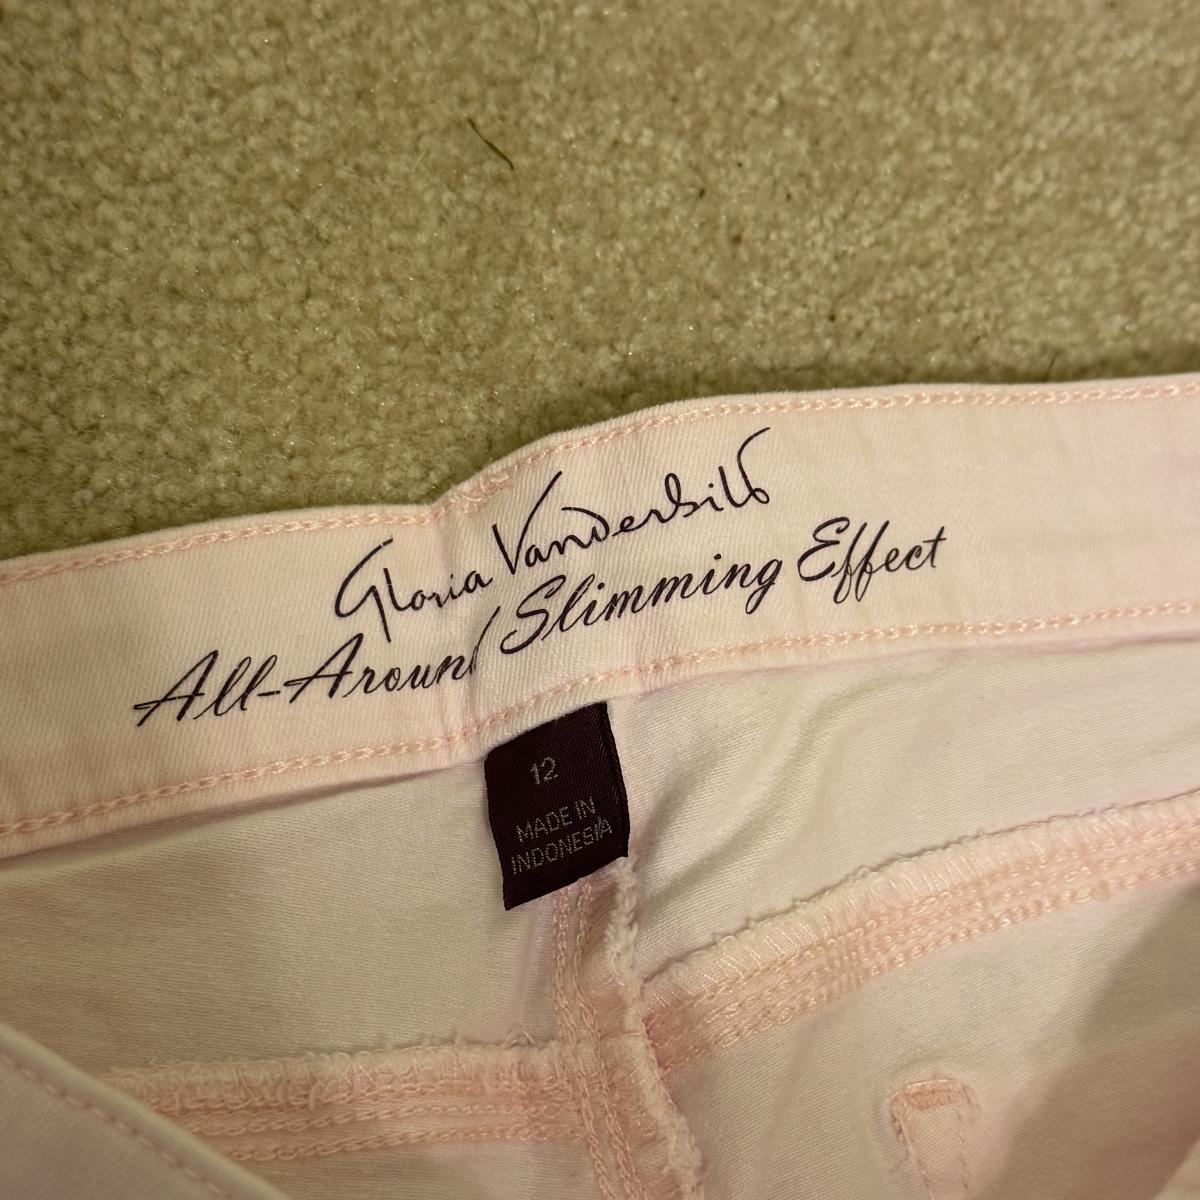 Gloria Vanderbilt
All-Around Slimming Effect
12
MADE IN
INDONESIA